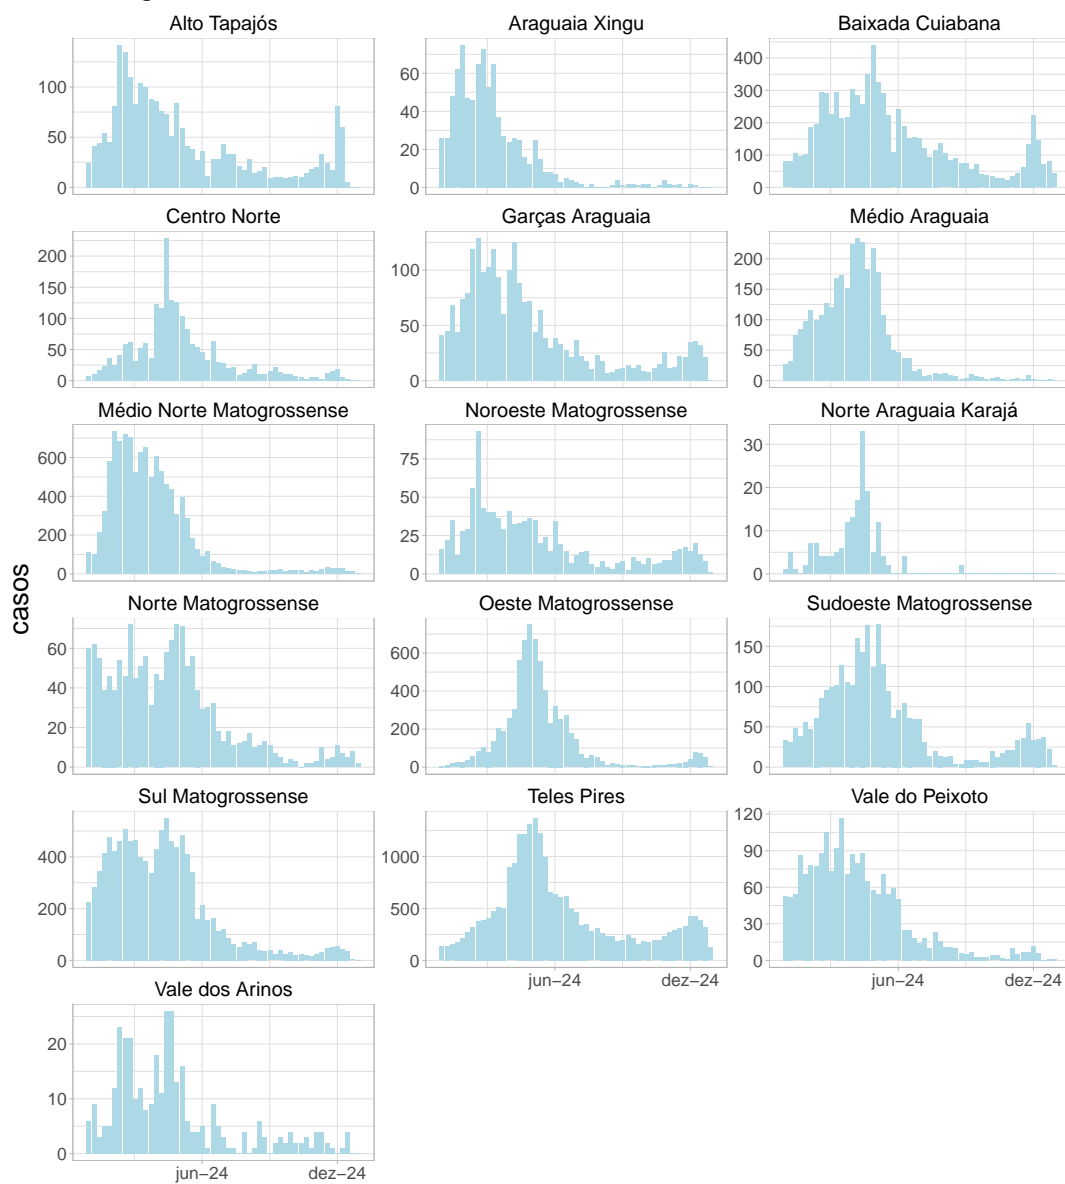 Alto Tapajós Araguaia Xingu Baixada Cuiabana
100 50 0
60 40 20 0
400 300 200 100 0
Centro Norte Garças Araguaia Médio Araguaia
200 150 100 50 0
100 50 0
200 150 100 50 0
Médio Norte Matogrossense Noroeste Matogrossense Norte Araguaia Karajá
600 400 200 0
75 50 25 0
30 20 10 0
casos
Norte Matogrossense Oeste Matogrossense Sudoeste Matogrossense
60 40 20 0
600 400 200 0
150 100 50 0
Sul Matogrossense Teles Pires Vale do Peixoto
400 200 0
1000 500 0
120 90 60 30 0
jun−24 dez−24 jun−24 dez−24
Vale dos Arinos
20 10 0
jun−24 dez−24